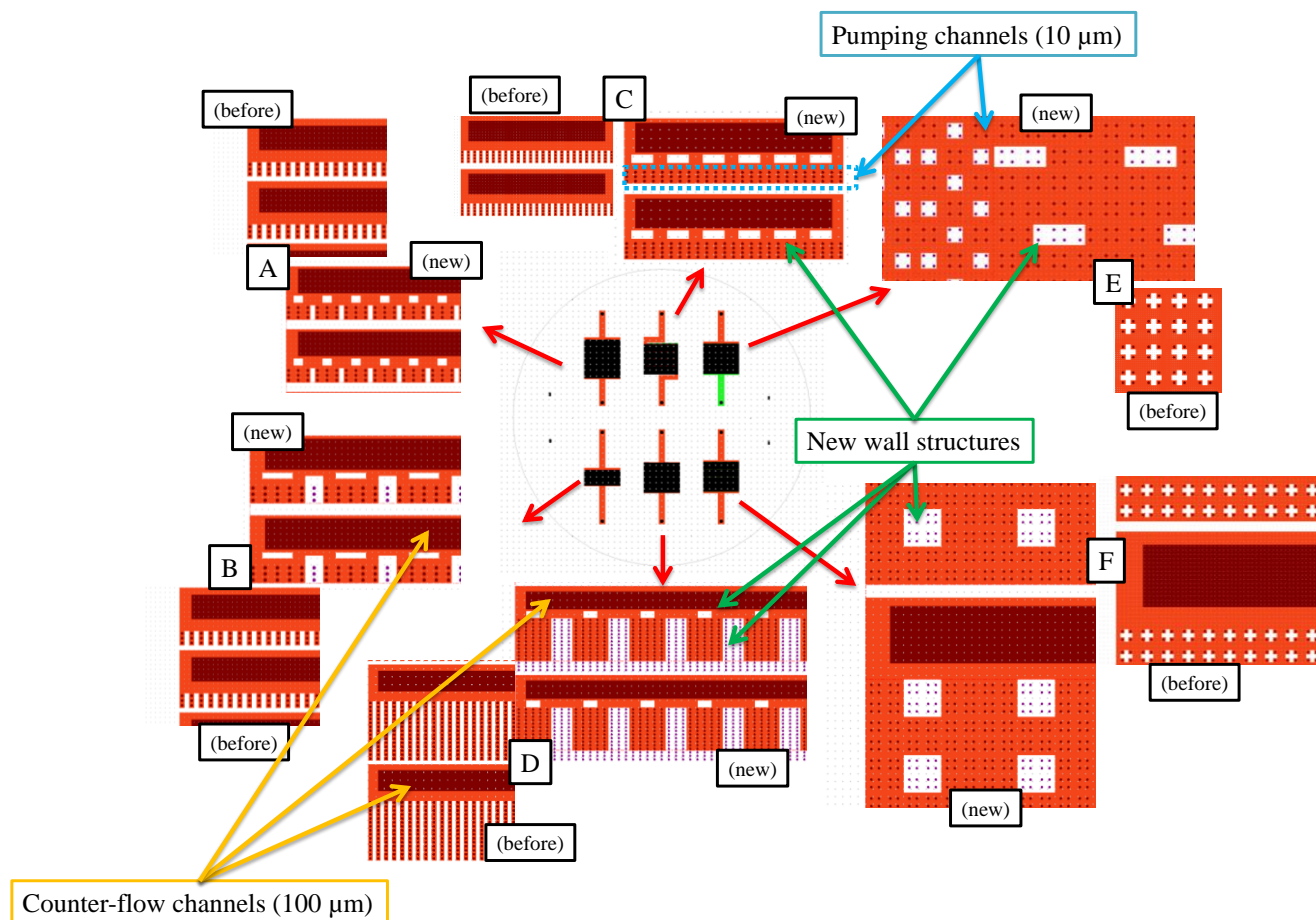 Pumping channels (10 µm)
(before)
(before)
C
(new)
(new)
A
(new)
E
(before)
(new)
New wall structures
B
F
(before)
(before)
D
(new)
(new)
(before)
Counter-flow channels (100 µm)